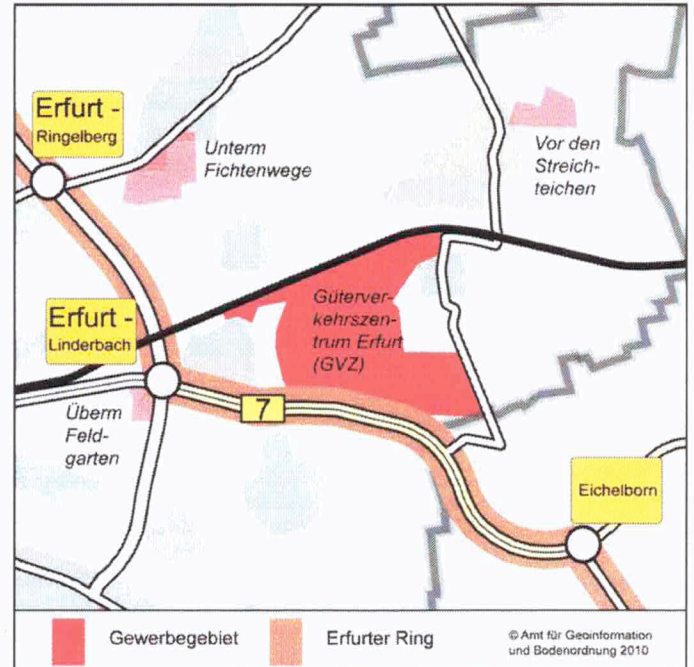 Erfurt -
Ringelberg
Unterm
Fichtenwege
Vor den
Streich-
teichen
Erfurt -
Linderbach
Güterver-
kehrszen-
trum Erfurt
(GVZ)
Überm
Feld-
garten
7
Eichelborn
Gewerbegebiet
Erfurter Ring
© Amt für Geoinformation
und Bodenordnung 2010